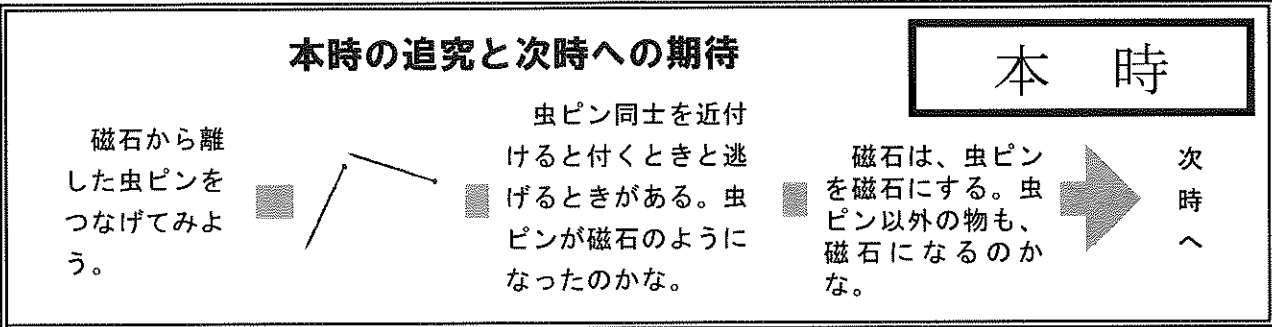 本時の追究と次時への期待
本　時
磁石から離
した虫ピンを
つなげてみよ
う。
虫ピン同士を近付
けると付くときと逃
げるときがある。虫
ピンが磁石のように
なったのかな。
磁石は、虫ピン
を磁石にする。虫
ピン以外の物も、
磁石になるのか
な。
次
時
へ